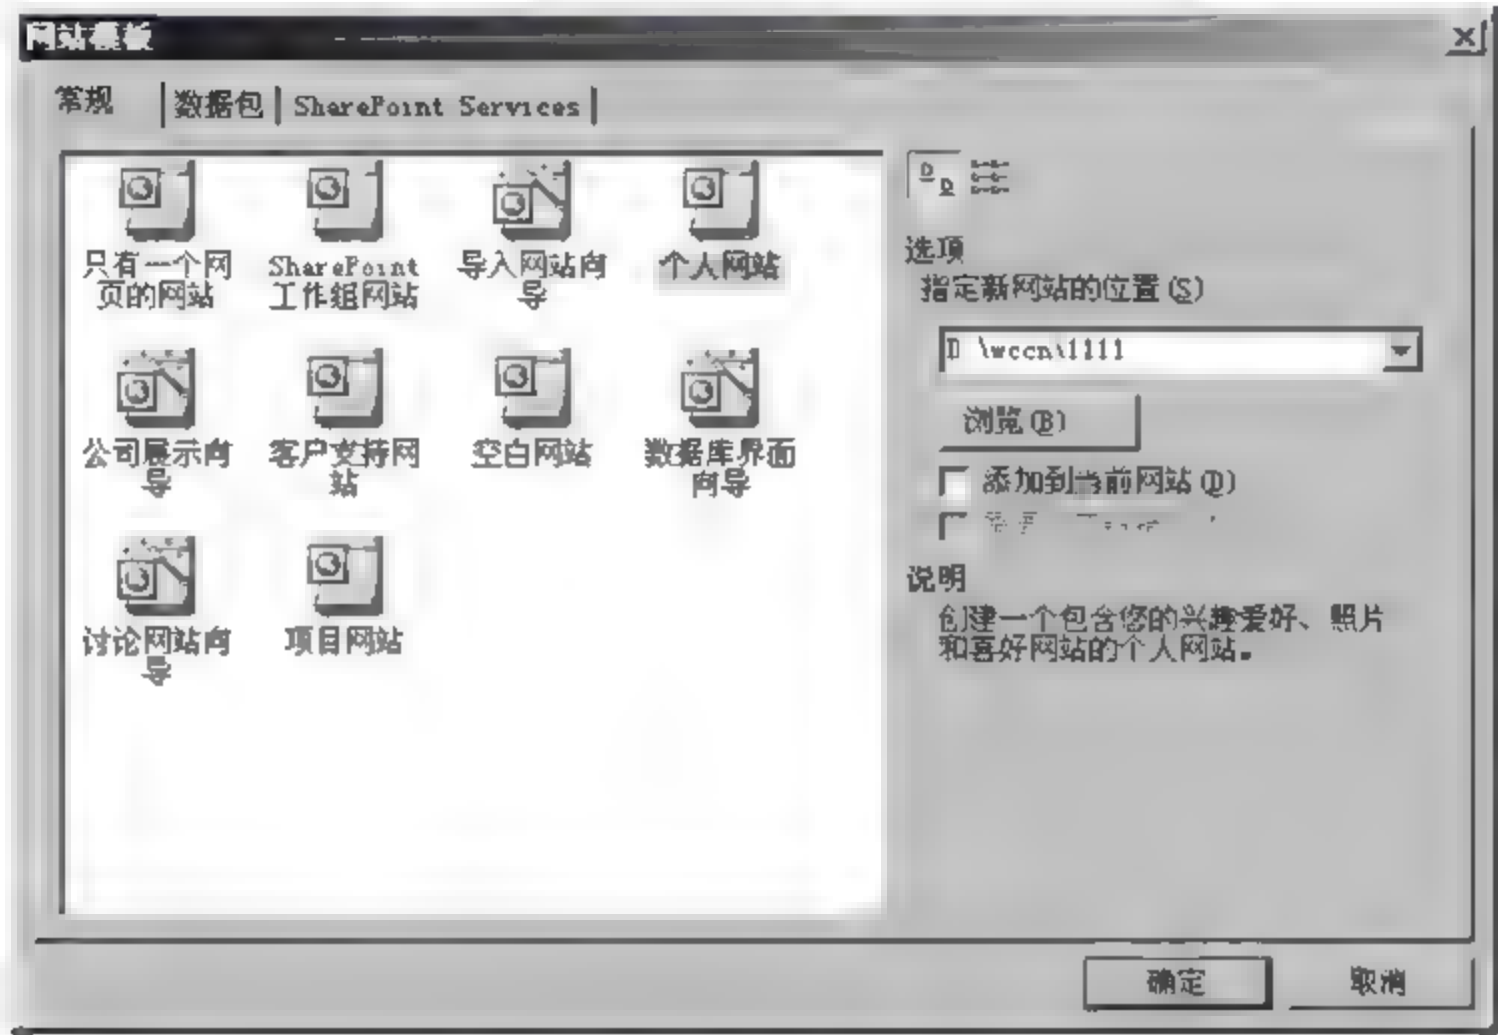 网站模板
常规 数据包 SharePoint Services
只有一个网
页的网站
SharePoint
工作组网站
导入网站向
导
个人网站
公司展示向
导
客户支持网
站
空白网站
数据库界面
向导
讨论网站向
导
项目网站
选项
指定新网站的位置(S)
D \wccn\1111
浏览(B)
添加到当前网站(D)
说明
创建一个包含您的兴趣爱好、照片
和喜好网站的个人网站。
确定 取消